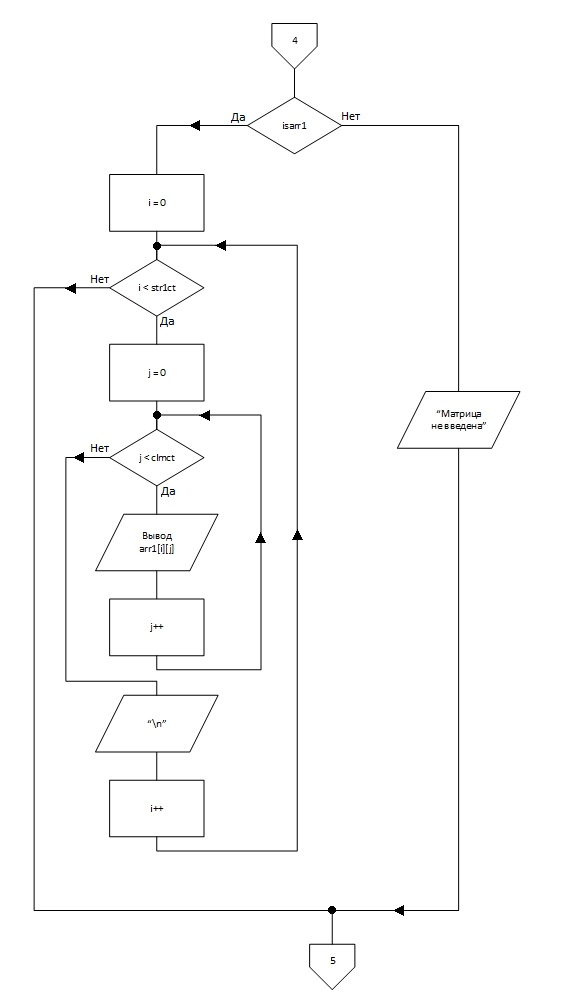 4
Да
isarr1
Нет
i = 0
Нет
i < str1ct
Да
j = 0
“Матрица
не введена”
Нет
j < clmct
Да
Вывод
arr1[i][j]
j++
“\n”
i++
5